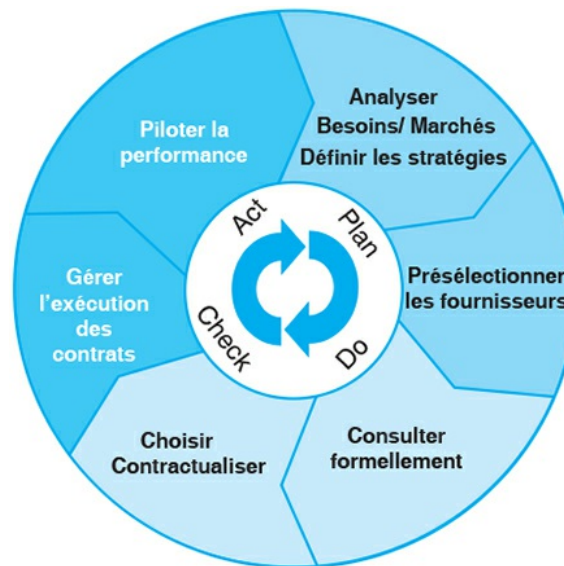 Analyser
Besoins/ Marchés
Définir les stratégies
Présélectionner
les fournisseurs
Consulter
formellement
Choisir
Contractualiser
Gérer
l'exécution
des
contrats
Piloter la
performance
Plan
Do
Check
Act